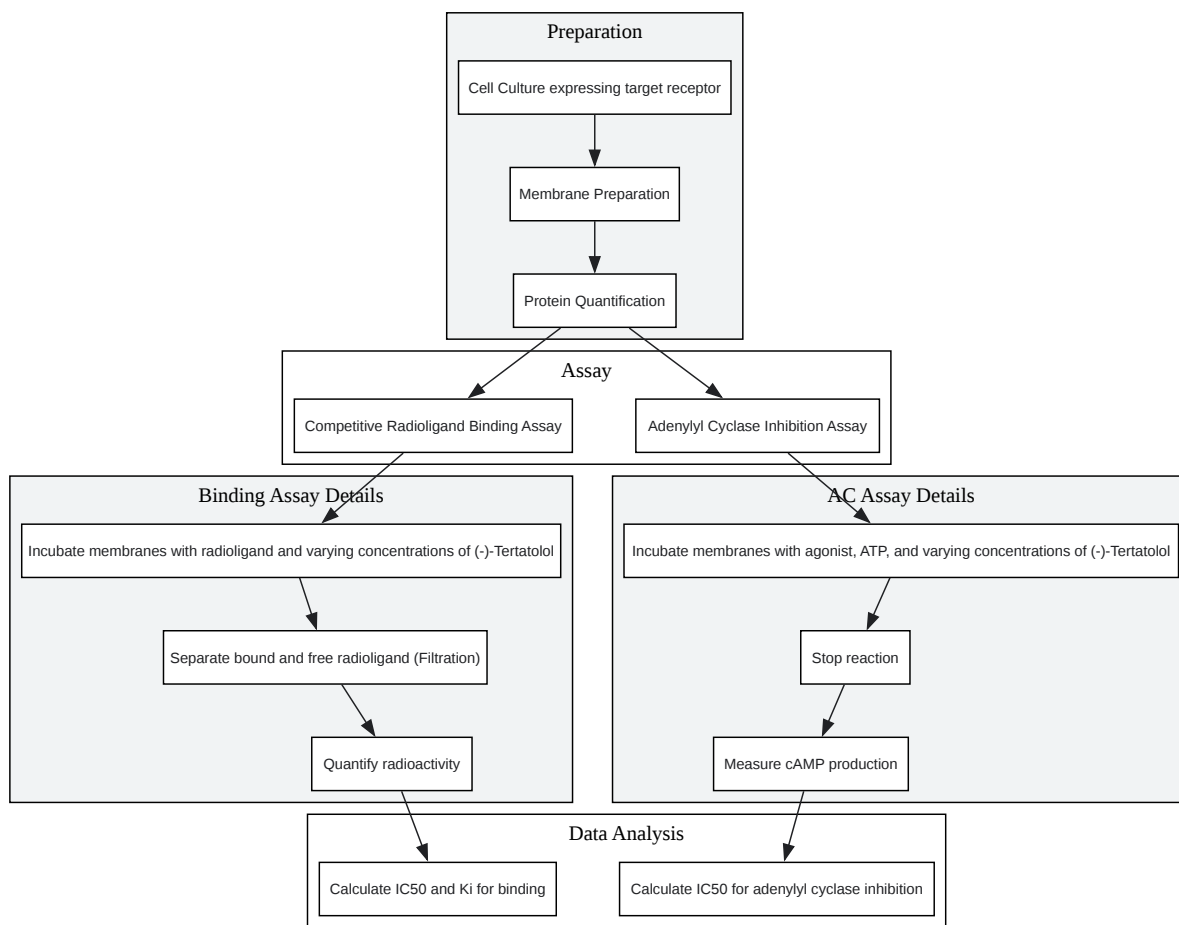 Preparation
Cell Culture expressing target receptor
Membrane Preparation
Protein Quantification
Assay
Competitive Radioligand Binding Assay
Adenylyl Cyclase Inhibition Assay
Binding Assay Details
Incubate membranes with radioligand and varying concentrations of (-)-Tertatolol
Separate bound and free radioligand (Filtration)
Quantify radioactivity
AC Assay Details
Incubate membranes with agonist, ATP, and varying concentrations of (-)-Tertatolol
Stop reaction
Measure cAMP production
Data Analysis
Calculate IC50 and Ki for binding
Calculate IC50 for adenylyl cyclase inhibition